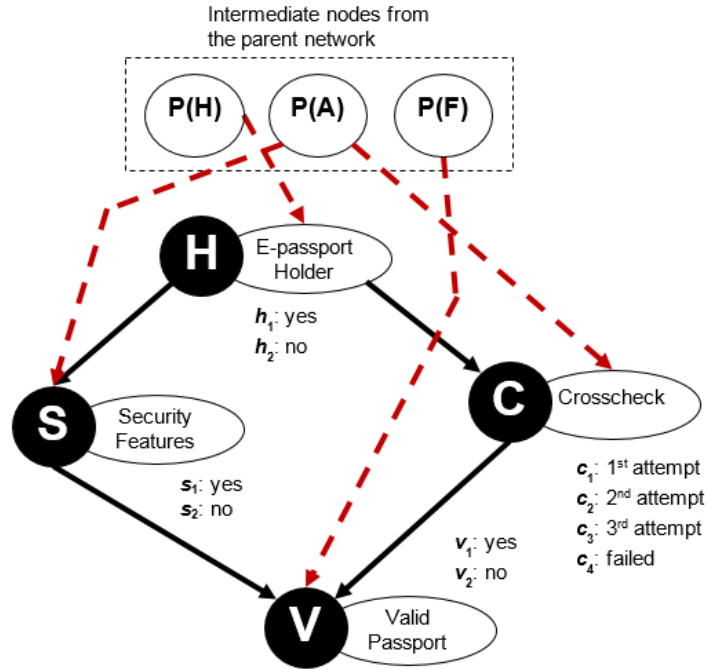 Intermediate nodes from
the parent network
P(H)
P(A)
P(F)
H
E-passport
Holder
h₁: yes
h₂: no
S
Security
Features
s₁: yes
s₂: no
C
Crosscheck
c₁: 1ˢᵗ attempt
c₂: 2ⁿᵈ attempt
c₃: 3ʳᵈ attempt
c₄: failed
v₁: yes
v₂: no
V
Valid
Passport